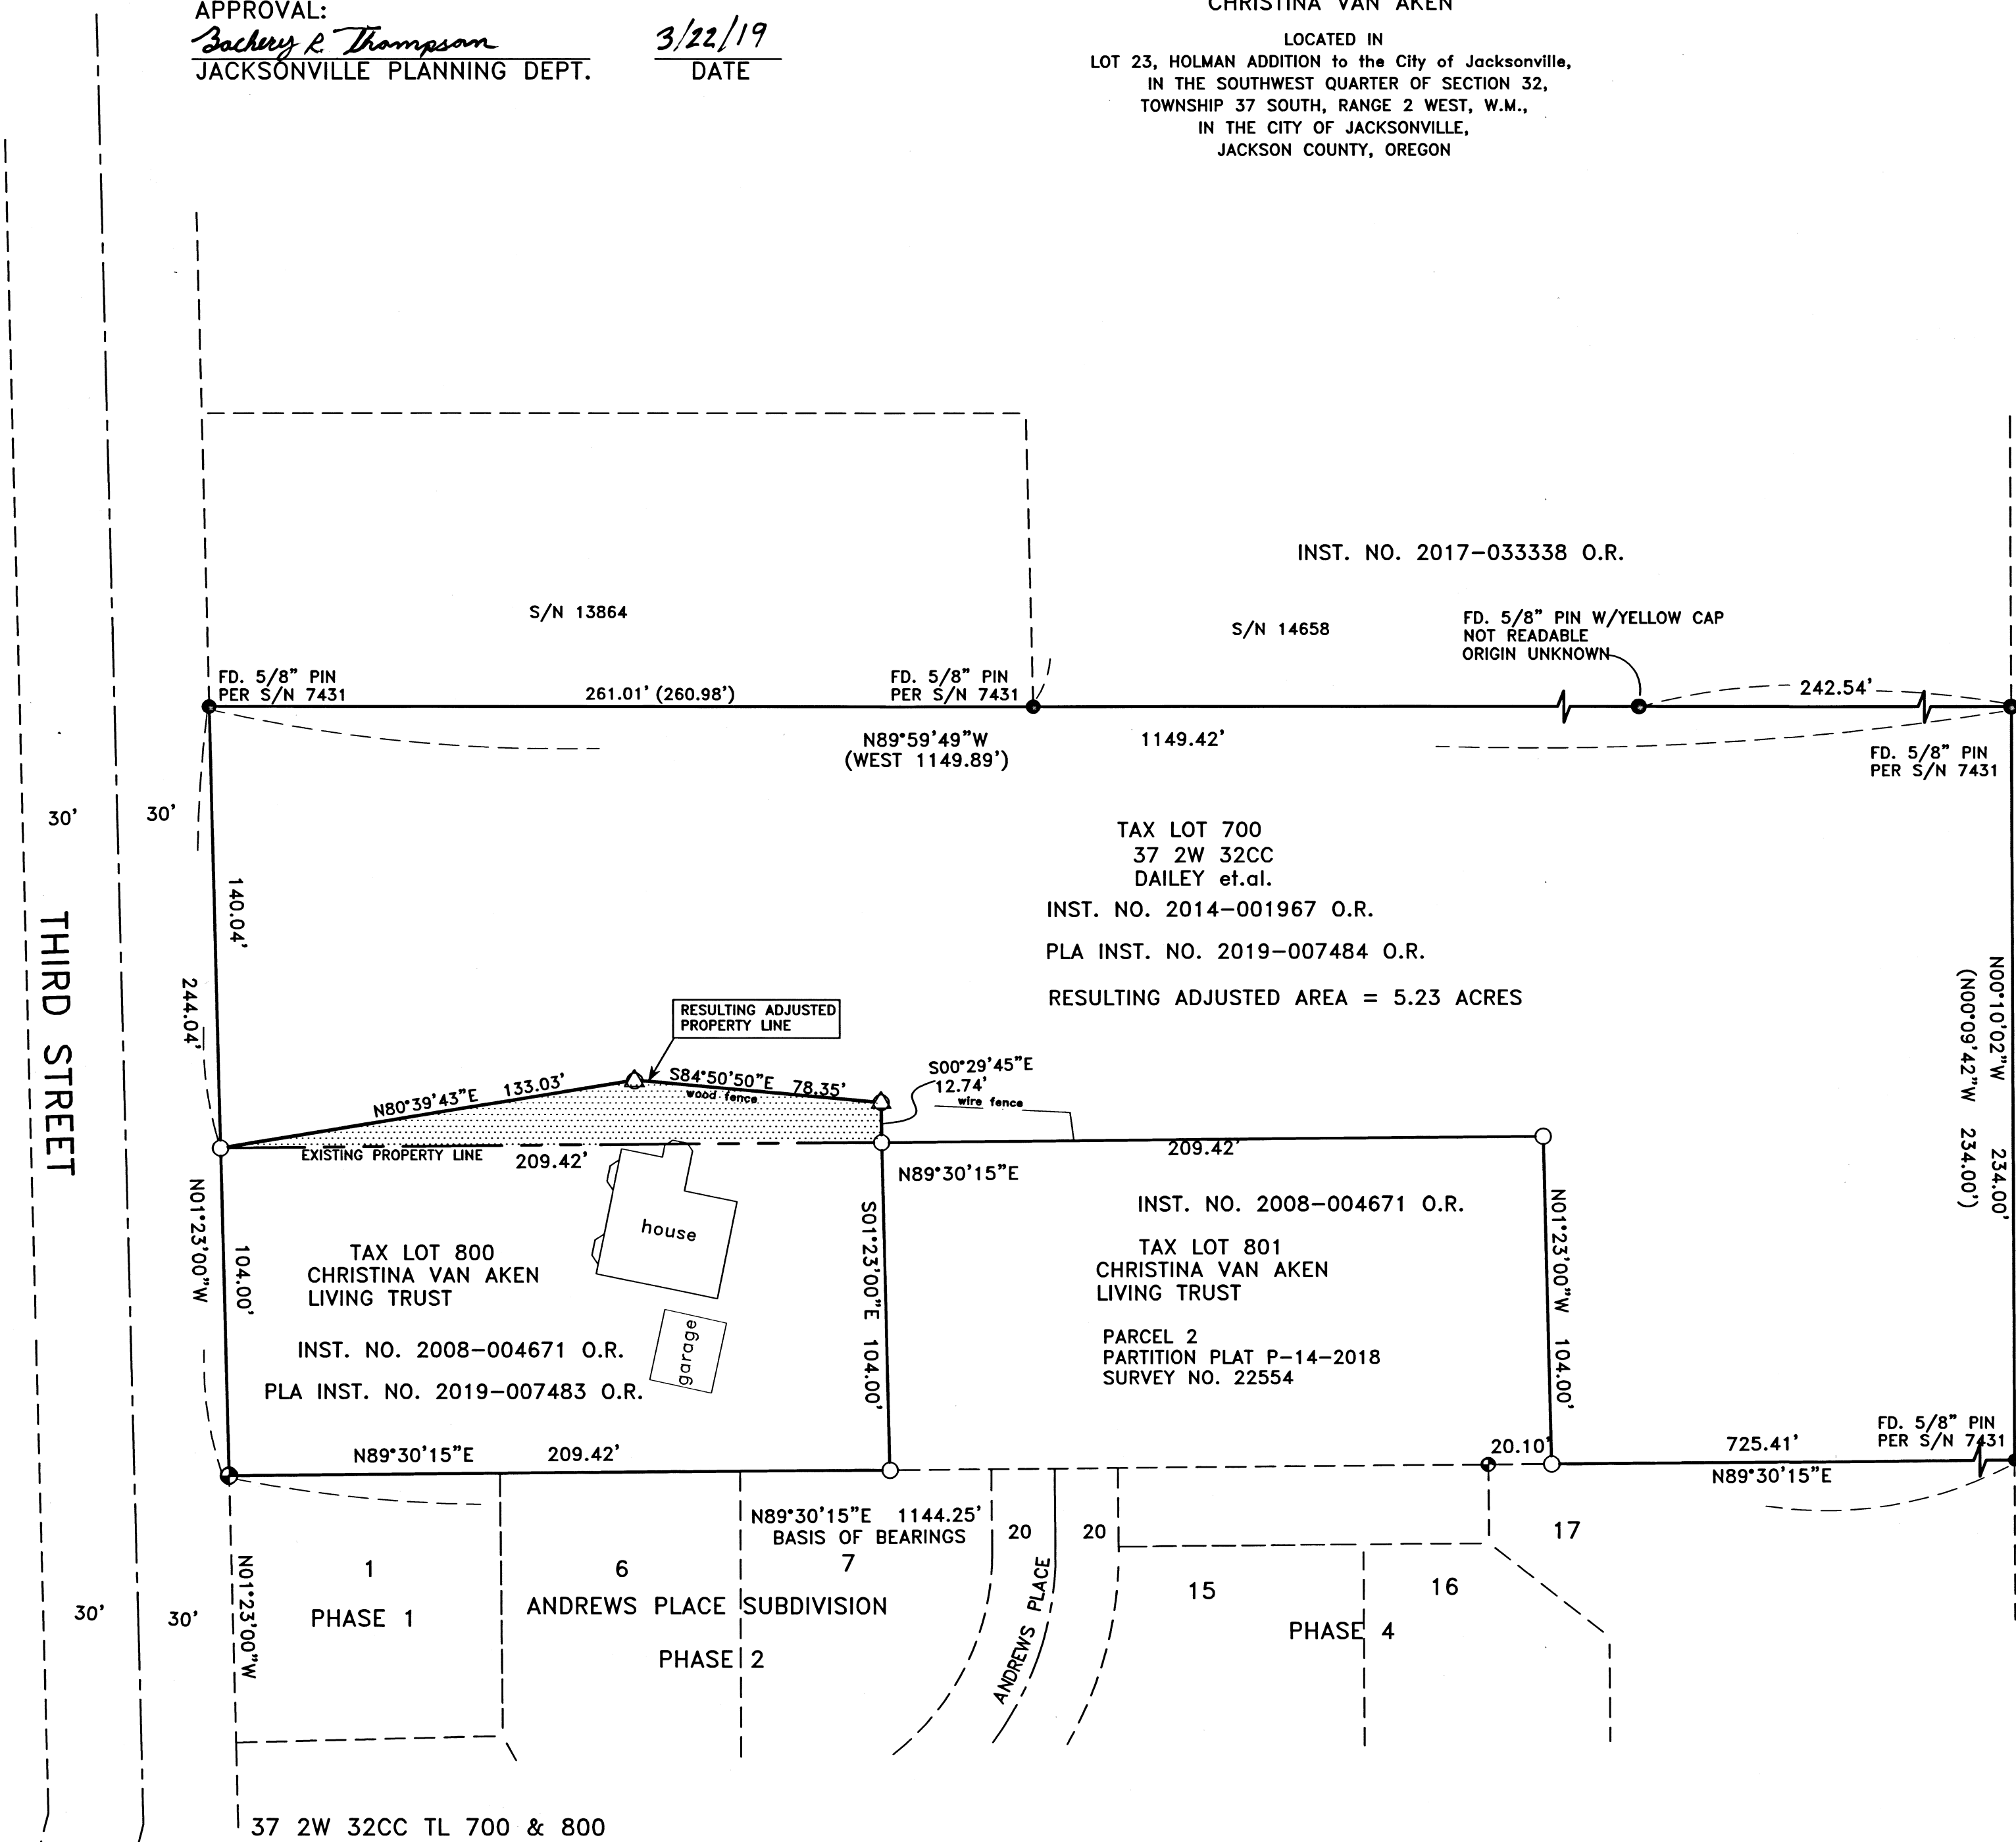 APPROVAL:
Zachery R. Thompson 3/22/19
JACKSONVILLE PLANNING DEPT. DATE
CHRISTINA VAN AKEN
LOCATED IN
LOT 23, HOLMAN ADDITION to the City of Jacksonville,
IN THE SOUTHWEST QUARTER OF SECTION 32,
TOWNSHIP 37 SOUTH, RANGE 2 WEST, W.M.,
IN THE CITY OF JACKSONVILLE,
JACKSON COUNTY, OREGON
INST. NO. 2017-033338 O.R.
S/N 13864
S/N 14658
FD. 5/8" PIN W/YELLOW CAP
NOT READABLE
ORIGIN UNKNOWN
FD. 5/8" PIN
PER S/N 7431
261.01' (260.98')
FD. 5/8" PIN
PER S/N 7431
242.54'
N89°59'49"W 1149.42'
(WEST 1149.89')
FD. 5/8" PIN
PER S/N 7431
30'
30'
THIRD STREET
140.04'
244.04'
TAX LOT 700
37 2W 32CC
DAILEY et.al.
INST. NO. 2014-001967 O.R.
PLA INST. NO. 2019-007484 O.R.
RESULTING ADJUSTED AREA = 5.23 ACRES
N00°10'02"W 234.00'
(N00°09'42"W 234.00')
RESULTING ADJUSTED
PROPERTY LINE
N80°39'43"E 133.03'
S84°50'50"E 78.35'
wood fence
S00°29'45"E
12.74'
wire fence
EXISTING PROPERTY LINE
209.42'
209.42'
N89°30'15"E
N01°23'00"W
104.00'
house
garage
TAX LOT 800
CHRISTINA VAN AKEN
LIVING TRUST
INST. NO. 2008-004671 O.R.
PLA INST. NO. 2019-007483 O.R.
S01°23'00"E 104.00'
INST. NO. 2008-004671 O.R.
TAX LOT 801
CHRISTINA VAN AKEN
LIVING TRUST
PARCEL 2
PARTITION PLAT P-14-2018
SURVEY NO. 22554
N01°23'00"W 104.00'
N89°30'15"E 209.42'
20.10'
725.41'
N89°30'15"E
FD. 5/8" PIN
PER S/N 7431
N89°30'15"E 1144.25'
BASIS OF BEARINGS
N01°23'00"W
30'
30'
1
PHASE 1
6
7
ANDREWS PLACE SUBDIVISION
PHASE 2
20
20
ANDREWS PLACE
15
16
17
PHASE 4
37 2W 32CC TL 700 & 800